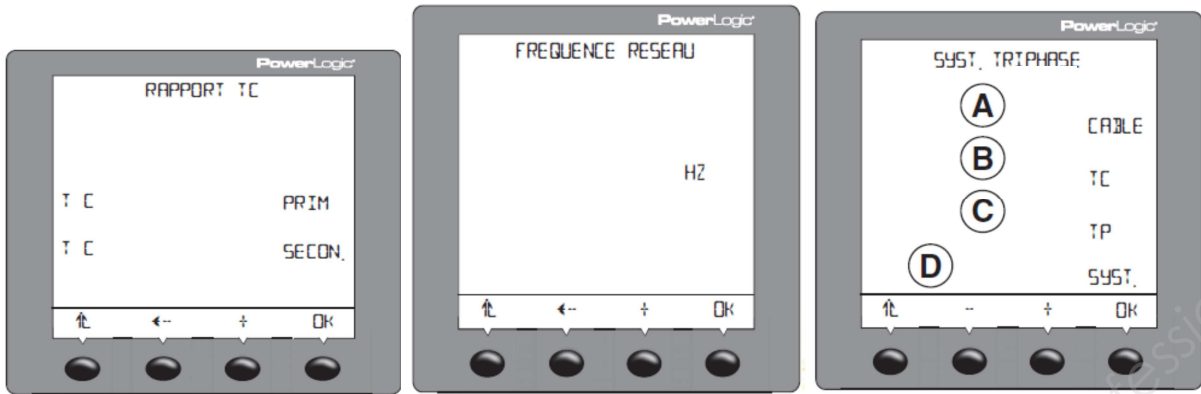 PowerLogic
RAPPORT TC
T C PRIM
T C SECON.
OK
PowerLogic
FREQUENCE RESEAU
HZ
OK
PowerLogic
SYST. TRIPHASE
A
CABLE
B
TC
C
TP
D
SYST.
OK